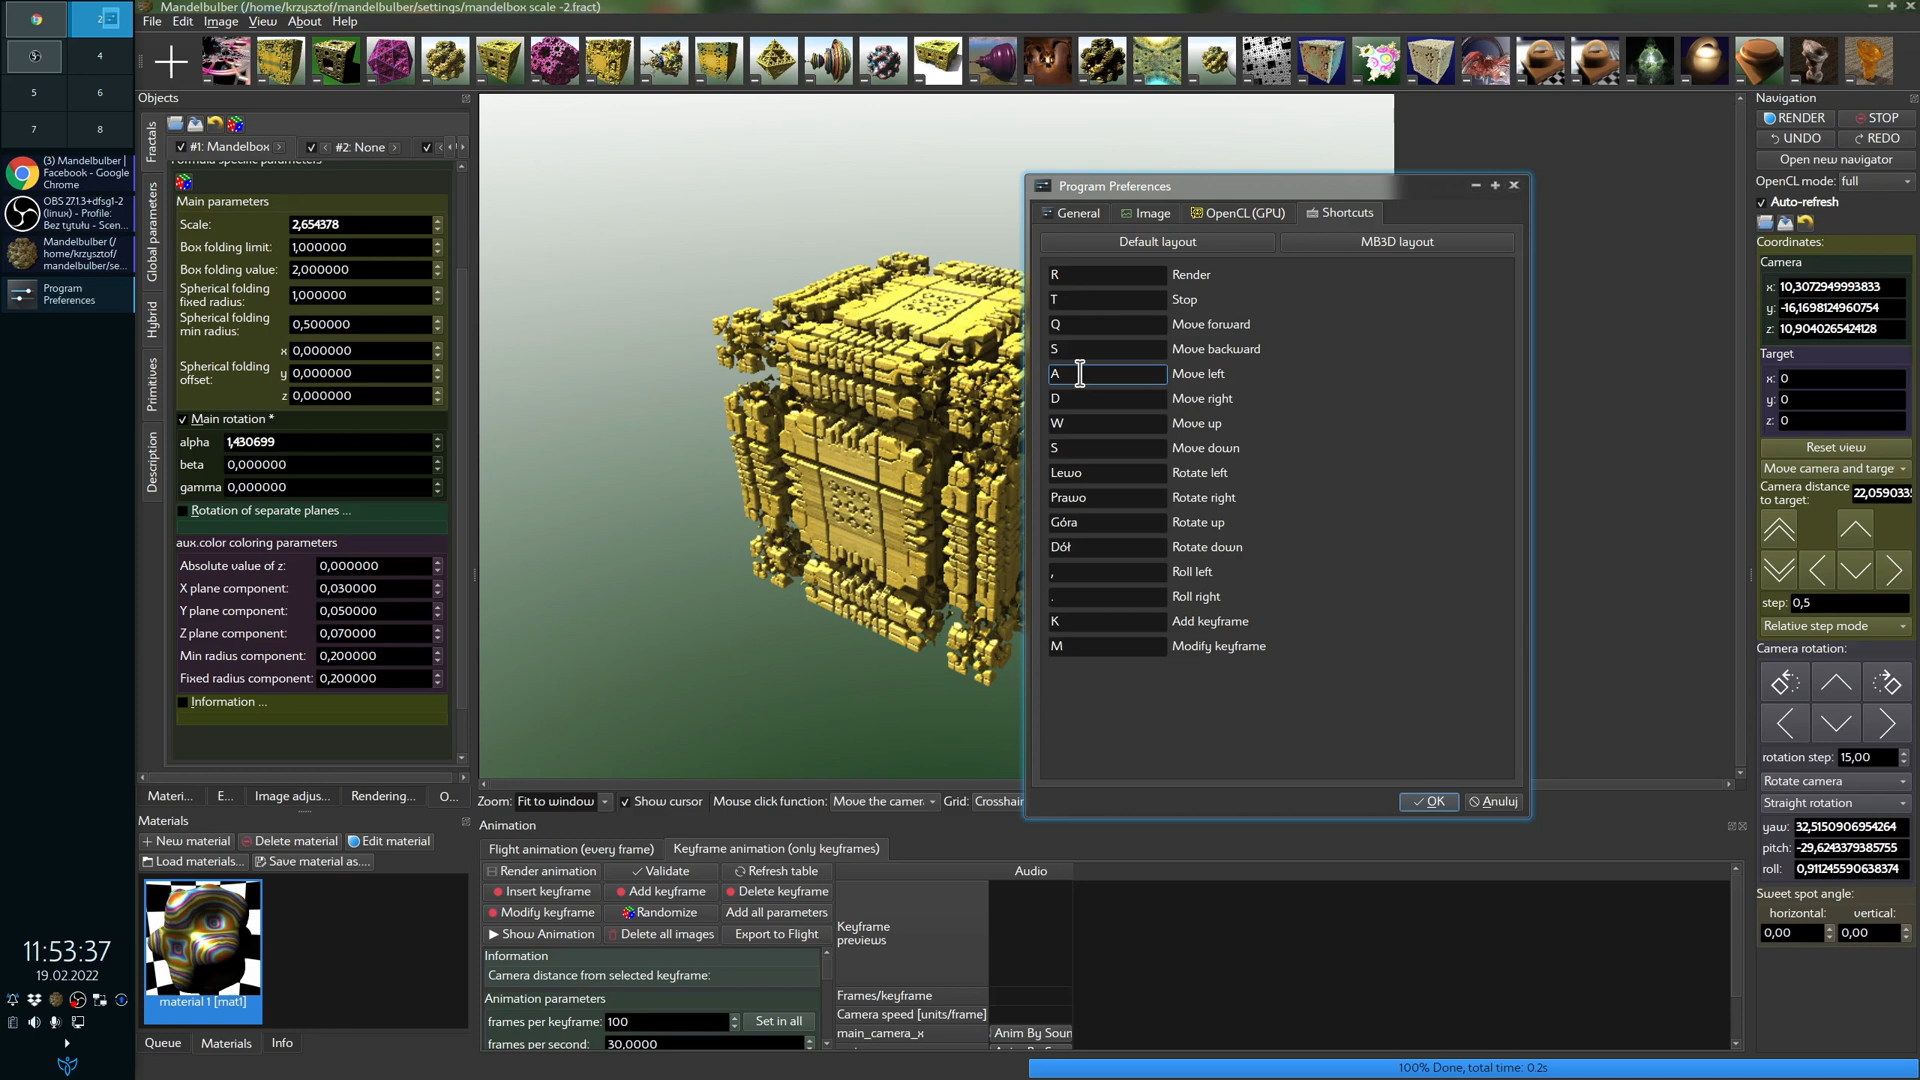 Mandelbulber (/home/krzysztof/mandelbulber/settings/mandelbox scale -2.fract)
File Edit Image View About Help
2
4
5 6
7 8
(3) Mandelbulber |
Facebook - Google
Chrome
OBS 27.1.3+dfsg1-2
(linux) - Profile:
Bez tytułu - Scen...
Mandelbulber (/
home/krzysztof/
mandelbulber/se...
Program
Preferences
11:53:37
19.02.2022
Objects
Fractals
Global parameters
Hybrid
Primitives
Description
#1: Mandelbox #2: None
Formula specific parameters
Main parameters
Scale: 2,654378
Box folding limit: 1,000000
Box folding value: 2,000000
Spherical folding
fixed radius: 1,000000
Spherical folding
min radius: 0,500000
x 0,000000
Spherical folding
offset: y 0,000000
z 0,000000
Main rotation *
alpha 1,430699
beta 0,000000
gamma 0,000000
Rotation of separate planes ...
aux.color coloring parameters
Absolute value of z: 0,000000
X plane component: 0,030000
Y plane component: 0,050000
Z plane component: 0,070000
Min radius component: 0,200000
Fixed radius component: 0,200000
Information ...
Materi... E... Image adjus... Rendering... O...
Materials
New material Delete material Edit material
Load materials... Save material as....
material 1 [mat1]
Queue Materials Info
Program Preferences
General Image OpenCL (GPU) Shortcuts
Default layout MB3D layout
R Render
T Stop
Q Move forward
S Move backward
A Move left
D Move right
W Move up
S Move down
Lewo Rotate left
Prawo Rotate right
Góra Rotate up
Dół Rotate down
, Roll left
. Roll right
K Add keyframe
M Modify keyframe
OK Anuluj
Zoom: Fit to window Show cursor Mouse click function: Move the camer Grid: Crosshair
Animation
Flight animation (every frame) Keyframe animation (only keyframes)
Render animation Validate Refresh table
Insert keyframe Add keyframe Delete keyframe
Modify keyframe Randomize Add all parameters
Show Animation Delete all images Export to Flight
Information
Camera distance from selected keyframe:
Animation parameters
frames per keyframe: 100 Set in all
frames per second: 30,0000
Audio
Keyframe
previews
Frames/keyframe
Camera speed [units/frame]
main_camera_x Anim By Soun
100% Done, total time: 0.2s
Navigation
RENDER STOP
UNDO REDO
Open new navigator
OpenCL mode: full
Auto-refresh
Coordinates:
Camera
x: 10,3072949993833
y: -16,1698124960754
z: 10,9040265424128
Target
x: 0
y: 0
z: 0
Reset view
Move camera and targe
Camera distance
to target: 22,0590335
step: 0,5
Relative step mode
Camera rotation:
rotation step: 15,00
Rotate camera
Straight rotation
yaw: 32,5150906954264
pitch: -29,6243379385755
roll: 0,911245590638374
Sweet spot angle:
horizontal: vertical:
0,00 0,00